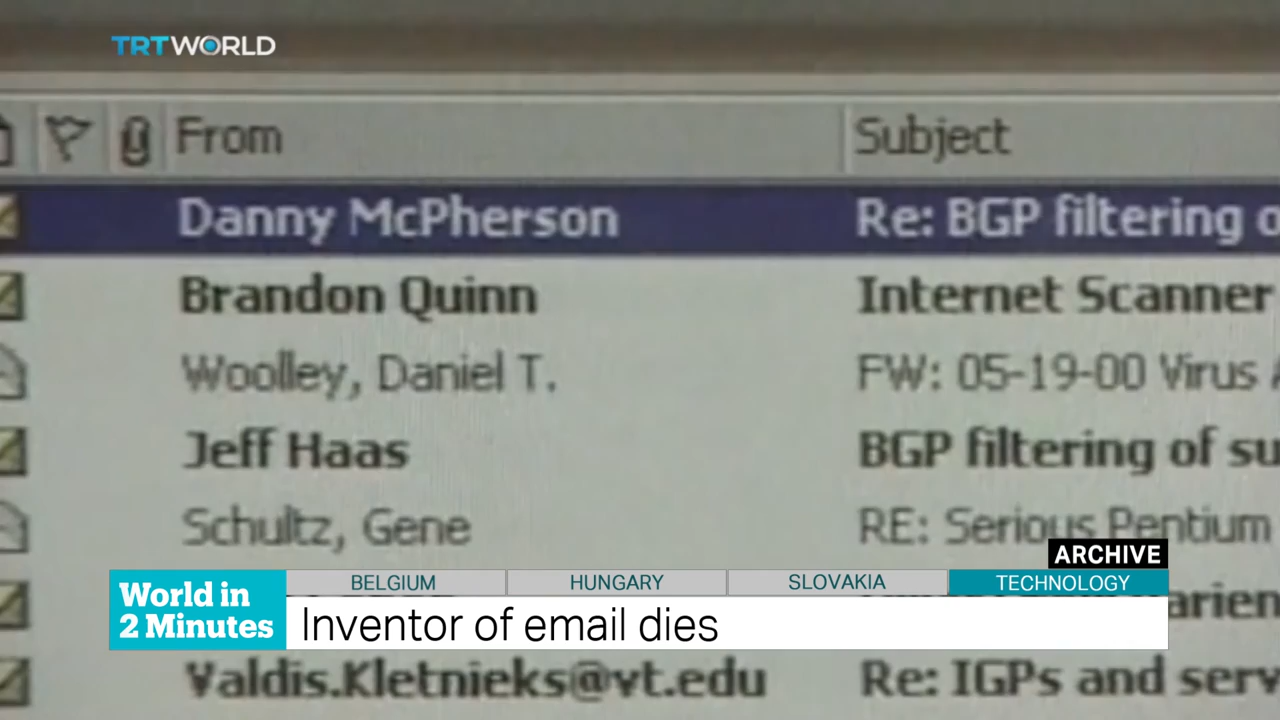 TRTWORLD
From Subject
Danny McPherson Re: BGP filtering o
Brandon Quinn Internet Scanner
Woolley, Daniel T. FW: 05-19-00 Virus A
Jeff Haas BGP filtering of su
Schultz, Gene RE: Serious Pentium
ARCHIVE
World in
2 Minutes
BELGIUM HUNGARY SLOVAKIA TECHNOLOGY
Inventor of email dies
arien
Valdis.Kletnieks@vt.edu Re: IGPs and serv